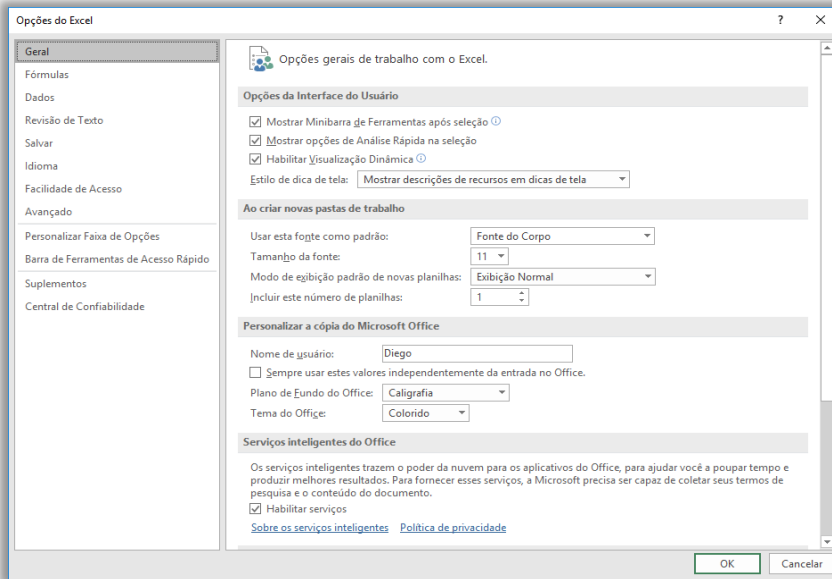 Opções do Excel
?
Geral
Fórmulas
Dados
Revisão de Texto
Salvar
Idioma
Facilidade de Acesso
Avançado
Personalizar Faixa de Opções
Barra de Ferramentas de Acesso Rápido
Suplementos
Central de Confiabilidade
Opções gerais de trabalho com o Excel.
Opções da Interface do Usuário
Mostrar Minibarra de Ferramentas após seleção
Mostrar opções de Análise Rápida na seleção
Habilitar Visualização Dinâmica
Estilo de dica de tela: Mostrar descrições de recursos em dicas de tela
Ao criar novas pastas de trabalho
Usar esta fonte como padrão: Fonte do Corpo
Tamanho da fonte: 11
Modo de exibição padrão de novas planilhas: Exibição Normal
Incluir este número de planilhas: 1
Personalizar a cópia do Microsoft Office
Nome de usuário: Diego
Sempre usar estes valores independentemente da entrada no Office.
Plano de Fundo do Office: Caligrafia
Tema do Office: Colorido
Serviços inteligentes do Office
Os serviços inteligentes trazem o poder da nuvem para os aplicativos do Office, para ajudar você a poupar tempo e
produzir melhores resultados. Para fornecer esses serviços, a Microsoft precisa ser capaz de coletar seus termos de
pesquisa e o conteúdo do documento.
Habilitar serviços
Sobre os serviços inteligentes Política de privacidade
OK Cancelar